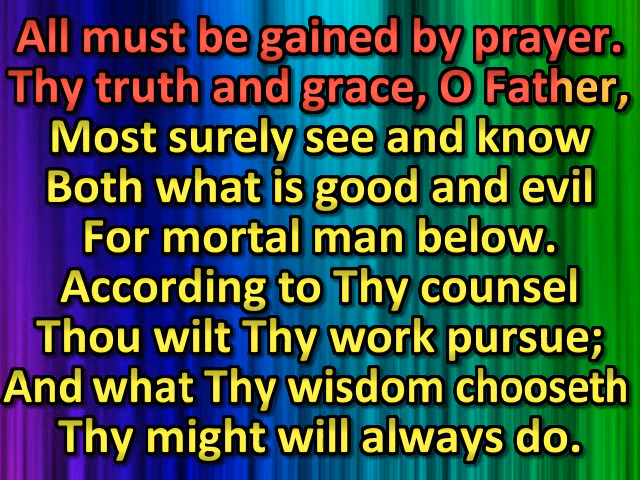 All must be gained by prayer.
Thy truth and grace, O Father,
Most surely see and know
Both what is good and evil
For mortal man below.
According to Thy counsel
Thou wilt Thy work pursue;
And what Thy wisdom chooseth
Thy might will always do.